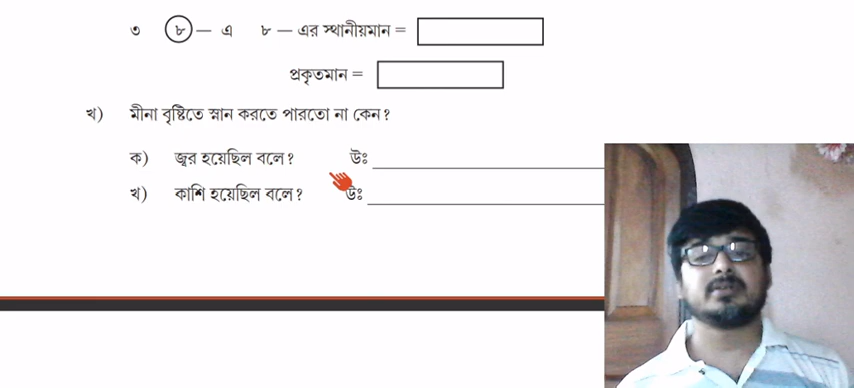 ৩ ৮ — এ ৮ — এর স্থানীয়মান =
প্রকৃতমান =
খ) মীনা বৃষ্টিতে স্নান করতে পারতো না কেন?
ক) জ্বর হয়েছিল বলে? উঃ
খ) কাশি হয়েছিল বলে? উঃ